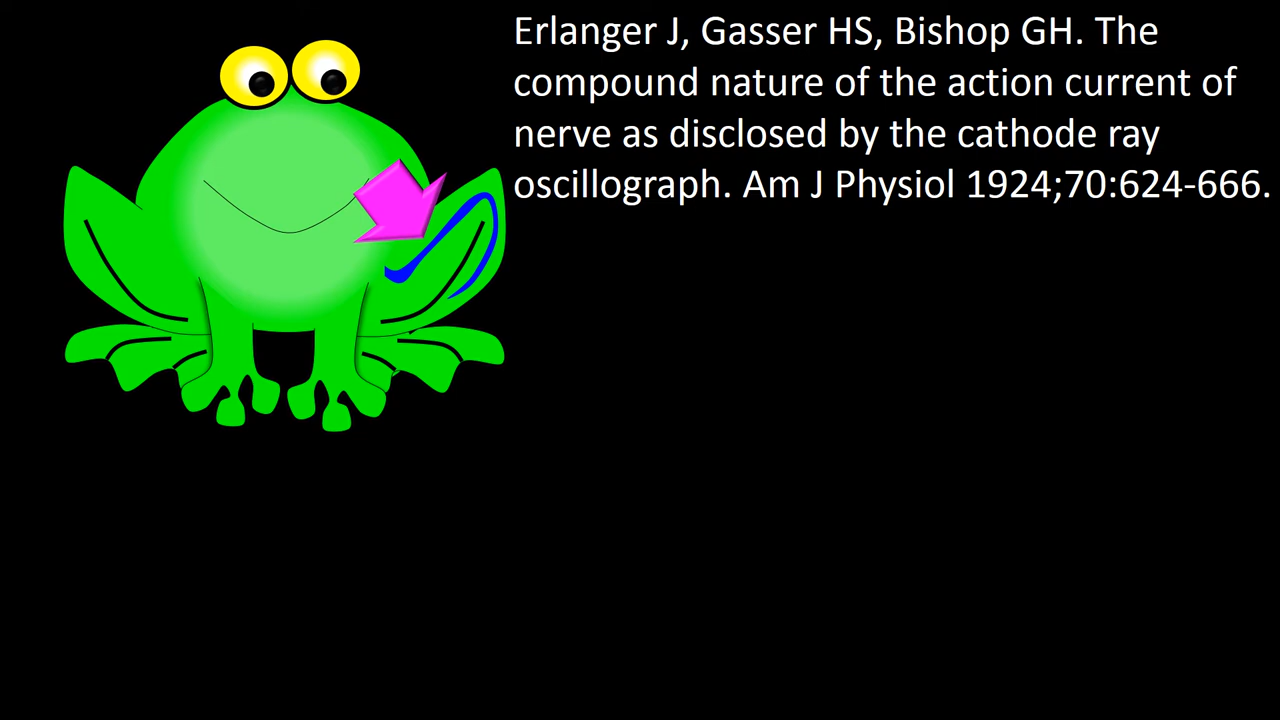 Erlanger J, Gasser HS, Bishop GH. The
compound nature of the action current of
nerve as disclosed by the cathode ray
oscillograph. Am J Physiol 1924;70:624-666.